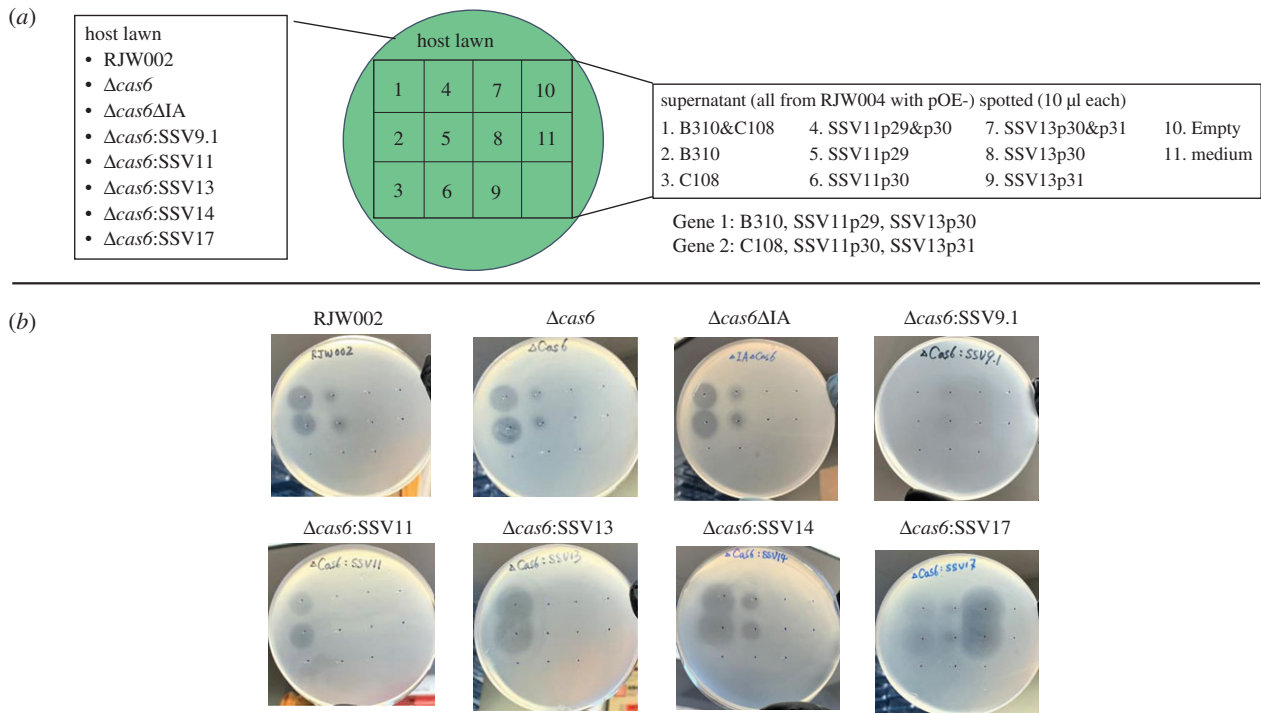 (a)
host lawn
• RJW002
• Δcas6
• Δcas6ΔIA
• Δcas6:SSV9.1
• Δcas6:SSV11
• Δcas6:SSV13
• Δcas6:SSV14
• Δcas6:SSV17
host lawn
1 4 7 10
2 5 8 11
3 6 9
supernatant (all from RJW004 with pOE-) spotted (10 µl each)
1. B310&C108 4. SSV11p29&p30 7. SSV13p30&p31 10. Empty
2. B310 5. SSV11p29 8. SSV13p30 11. medium
3. C108 6. SSV11p30 9. SSV13p31
Gene 1: B310, SSV11p29, SSV13p30
Gene 2: C108, SSV11p30, SSV13p31
(b)
RJW002 Δcas6 Δcas6ΔIA Δcas6:SSV9.1
RJW002 ΔCas6 ΔIAΔCas6 ΔCas6:SSV9.1
Δcas6:SSV11 Δcas6:SSV13 Δcas6:SSV14 Δcas6:SSV17
ΔCas6:SSV11 ΔCas6:SSV13 ΔCas6:SSV14 ΔCas6:SSV17